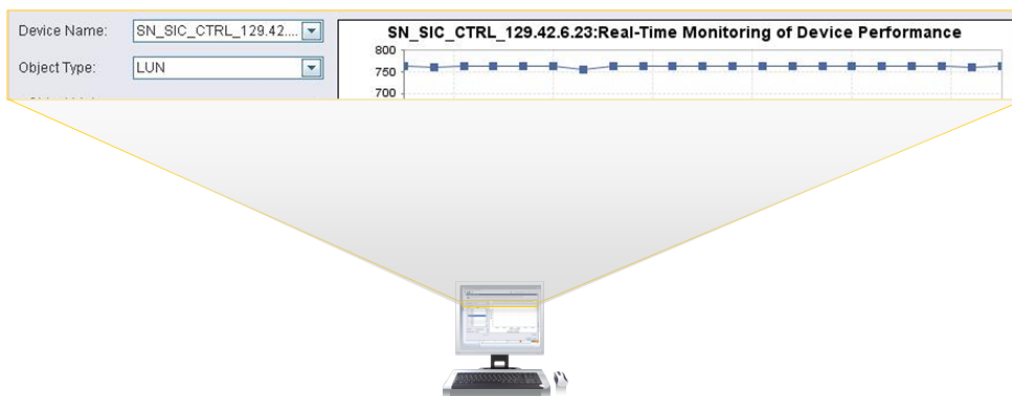 Device Name:
SN_SIC_CTRL_129.42....
Object Type:
LUN
SN_SIC_CTRL_129.42.6.23:Real-Time Monitoring of Device Performance
800
750
700